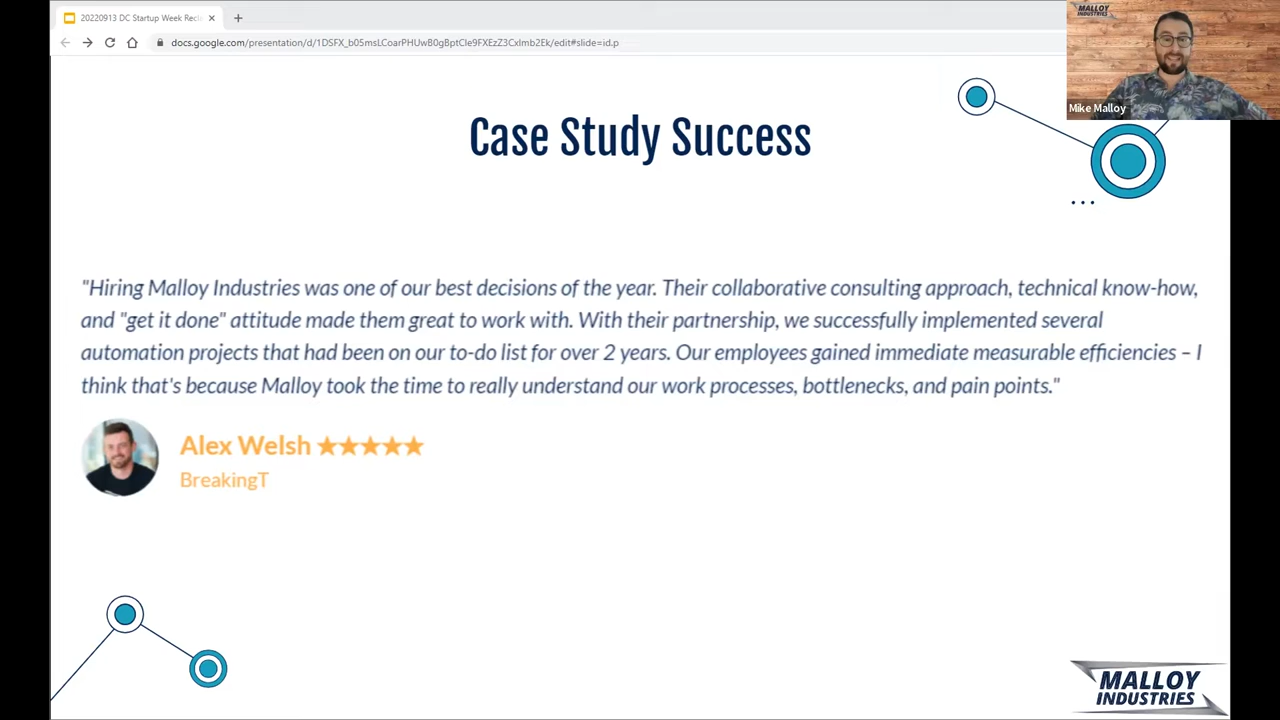 20220913 DC Startup Week Recl
docs.google.com/presentation/d/1DSFX_b05msLCoarPHUwB0gBptCIe9FXEzZ3CxImb2Ek/edit#slide=id.p
MALLOY
INDUSTRIES
Mike Malloy
Case Study Success
"Hiring Malloy Industries was one of our best decisions of the year. Their collaborative consulting approach, technical know-how,
and "get it done" attitude made them great to work with. With their partnership, we successfully implemented several
automation projects that had been on our to-do list for over 2 years. Our employees gained immediate measurable efficiencies – I
think that's because Malloy took the time to really understand our work processes, bottlenecks, and pain points."
Alex Welsh ★★★★★
BreakingT
MALLOY
INDUSTRIES